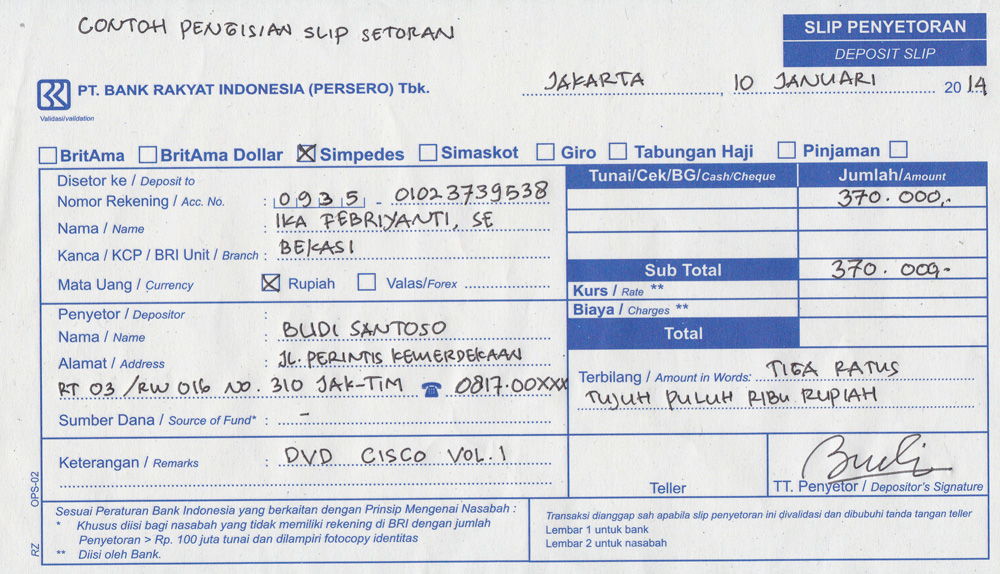 CONTOH PENGISIAN SLIP SETORAN
SLIP PENYETORAN
DEPOSIT SLIP
BRI PT. BANK RAKYAT INDONESIA (PERSERO) Tbk.
JAKARTA, 10 JANUARI 2014
Validasi/validation
BritAma BritAma Dollar Simpedes Simaskot Giro Tabungan Haji Pinjaman
Disetor ke / Deposit to
Nomor Rekening / Acc. No. : 0935 - 01023739538
Nama / Name : IKA FEBRIYANTI, SE
Kanca / KCP / BRI Unit / Branch : BEKASI
Mata Uang / Currency Rupiah Valas/Forex
Tunai/Cek/BG/Cash/Cheque Jumlah/Amount
370.000,-
Sub Total 370.000-
Kurs / Rate **
Biaya / Charges **
Total
Penyetor / Depositor :
Nama / Name : BUDI SANTOSO
Alamat / Address : JL. PERINTIS KEMERDEKAAN
RT 03 /RW 016 NO. 310 JAK-TIM ☎ 0817.00XXX
Sumber Dana / Source of Fund* : -
Terbilang / Amount in Words: TIGA RATUS
TUJUH PULUH RIBU RUPIAH
Keterangan / Remarks : DVD CISCO VOL.1
Budi
Teller
TT. Penyetor / Depositor's Signature
OPS-02
RZ
Sesuai Peraturan Bank Indonesia yang berkaitan dengan Prinsip Mengenai Nasabah :
* Khusus diisi bagi nasabah yang tidak memiliki rekening di BRI dengan jumlah
Penyetoran > Rp. 100 juta tunai dan dilampiri fotocopy identitas
** Diisi oleh Bank.
Transaksi dianggap sah apabila slip penyetoran ini divalidasi dan dibubuhi tanda tangan teller
Lembar 1 untuk bank
Lembar 2 untuk nasabah